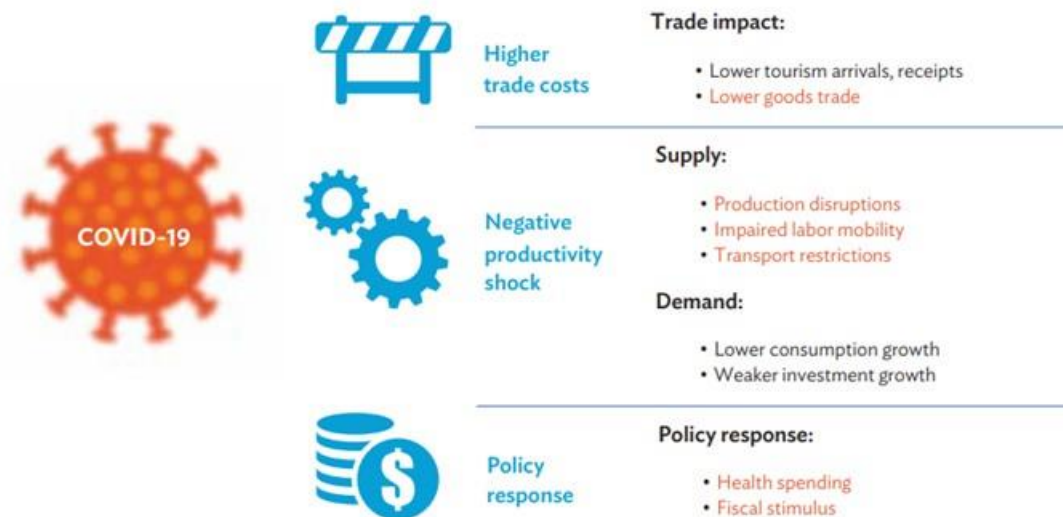 COVID-19
Higher
trade costs
Trade impact:
• Lower tourism arrivals, receipts
• Lower goods trade
Negative
productivity
shock
Supply:
• Production disruptions
• Impaired labor mobility
• Transport restrictions
Demand:
• Lower consumption growth
• Weaker investment growth
$
Policy
response
Policy response:
• Health spending
• Fiscal stimulus